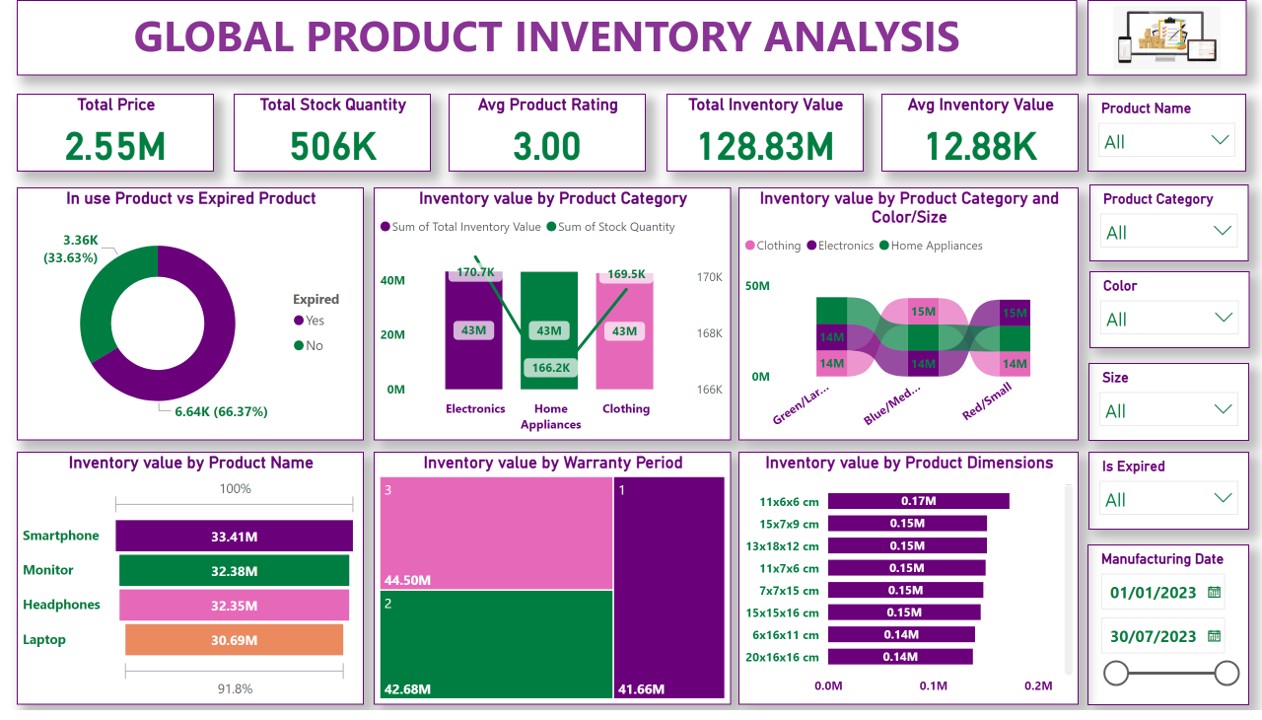 GLOBAL PRODUCT INVENTORY ANALYSIS
Total Price
2.55M
Total Stock Quantity
506K
Avg Product Rating
3.00
Total Inventory Value
128.83M
Avg Inventory Value
12.88K
Product Name
All
In use Product vs Expired Product
3.36K
(33.63%)
Expired
Yes
No
6.64K (66.37%)
Inventory value by Product Category
Sum of Total Inventory Value
Sum of Stock Quantity
40M
20M
0M
170.7K
169.5K
43M
43M
43M
166.2K
170K
168K
166K
Electronics
Home
Appliances
Clothing
Inventory value by Product Category and
Color/Size
Clothing
Electronics
Home Appliances
50M
0M
14M
14M
15M
14M
15M
14M
Green/Lar...
Blue/Med...
Red/Small
Product Category
All
Color
All
Size
All
Inventory value by Product Name
100%
Smartphone
33.41M
Monitor
32.38M
Headphones
32.35M
Laptop
30.69M
91.8%
Inventory value by Warranty Period
3
44.50M
2
42.68M
1
41.66M
Inventory value by Product Dimensions
11x6x6 cm
0.17M
15x7x9 cm
0.15M
13x18x12 cm
0.15M
11x7x6 cm
0.15M
7x7x15 cm
0.15M
15x15x16 cm
0.15M
6x16x11 cm
0.14M
20x16x16 cm
0.14M
0.0M
0.1M
0.2M
Is Expired
All
Manufacturing Date
01/01/2023
30/07/2023